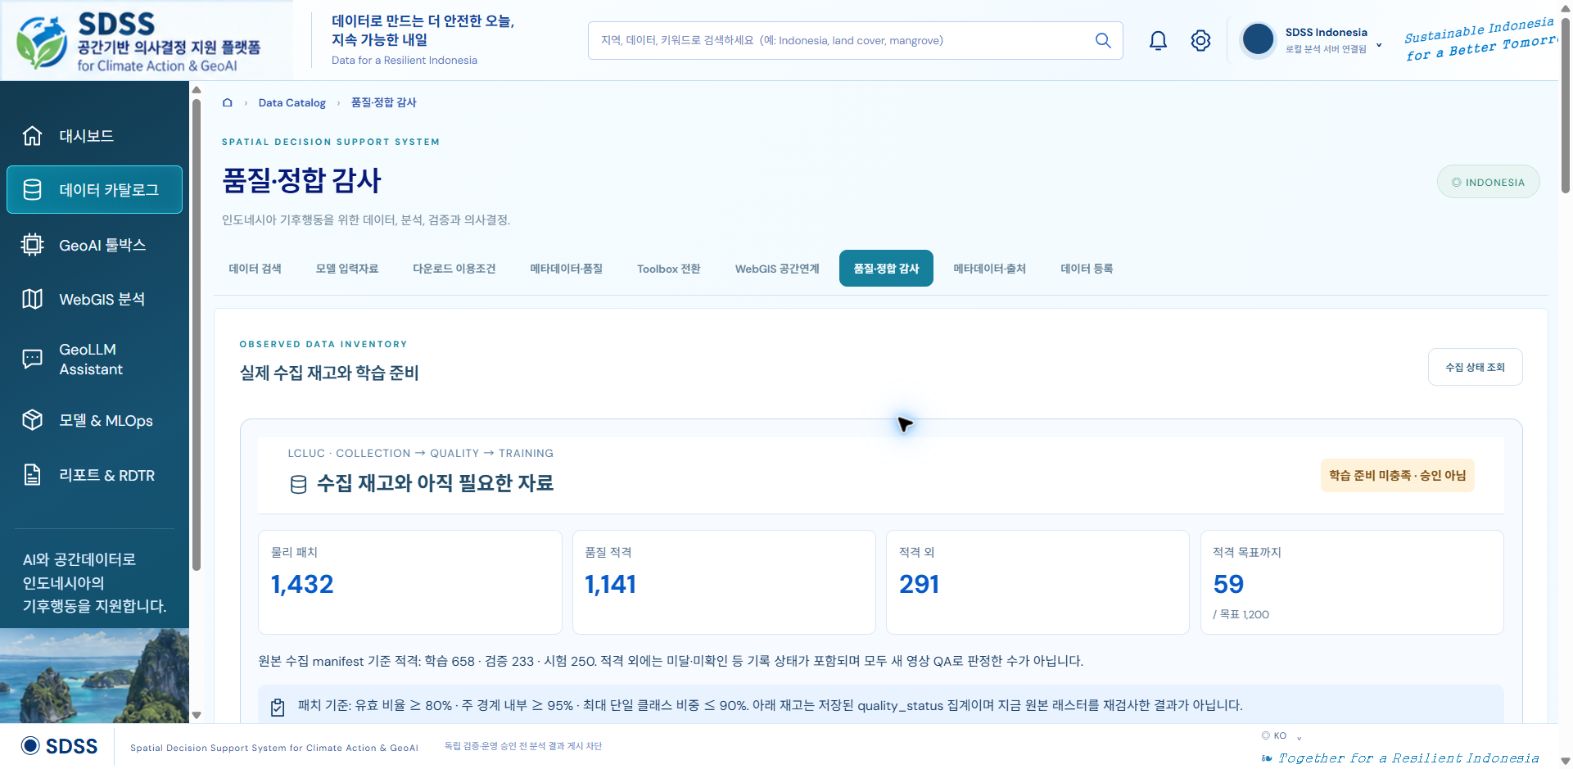 SDSS
공간기반 의사결정 지원 플랫폼
for Climate Action & GeoAI
데이터로 만드는 더 안전한 오늘,
지속 가능한 내일
Data for a Resilient Indonesia
지역, 데이터, 키워드로 검색하세요 (예: Indonesia, land cover, mangrove)
SDSS Indonesia
로컬 분석 서버 연결됨
Sustainable Indonesia
for a Better Tomorr
대시보드
데이터 카탈로그
GeoAI 툴박스
WebGIS 분석
GeoLLM
Assistant
모델 & MLOps
리포트 & RDTR
AI와 공간데이터로
인도네시아의
기후행동을 지원합니다.
Data Catalog › 품질·정합 감사
SPATIAL DECISION SUPPORT SYSTEM
품질·정합 감사
인도네시아 기후행동을 위한 데이터, 분석, 검증과 의사결정.
◎ INDONESIA
데이터 검색 모델 입력자료 다운로드 이용조건 메타데이터·품질 Toolbox 전환 WebGIS 공간연계 품질·정합 감사 메타데이터·출처 데이터 등록
OBSERVED DATA INVENTORY
실제 수집 재고와 학습 준비
수집 상태 조회
LCLUC · COLLECTION → QUALITY → TRAINING
수집 재고와 아직 필요한 자료
학습 준비 미충족 · 승인 아님
물리 패치
1,432
품질 적격
1,141
적격 외
291
적격 목표까지
59
/ 목표 1,200
원본 수집 manifest 기준 적격: 학습 658 · 검증 233 · 시험 250. 적격 외에는 미달·미확인 등 기록 상태가 포함되며 모두 새 영상 QA로 판정한 수가 아닙니다.
패치 기준: 유효 비율 ≥ 80% · 주 경계 내부 ≥ 95% · 최대 단일 클래스 비중 ≤ 90%. 아래 재고는 저장된 quality_status 집계이며 지금 원본 래스터를 재검사한 결과가 아닙니다.
SDSS
Spatial Decision Support System for Climate Action & GeoAI
독립 검증·운영 승인 전 분석 결과 게시 차단
◎ KO
Together for a Resilient Indonesia